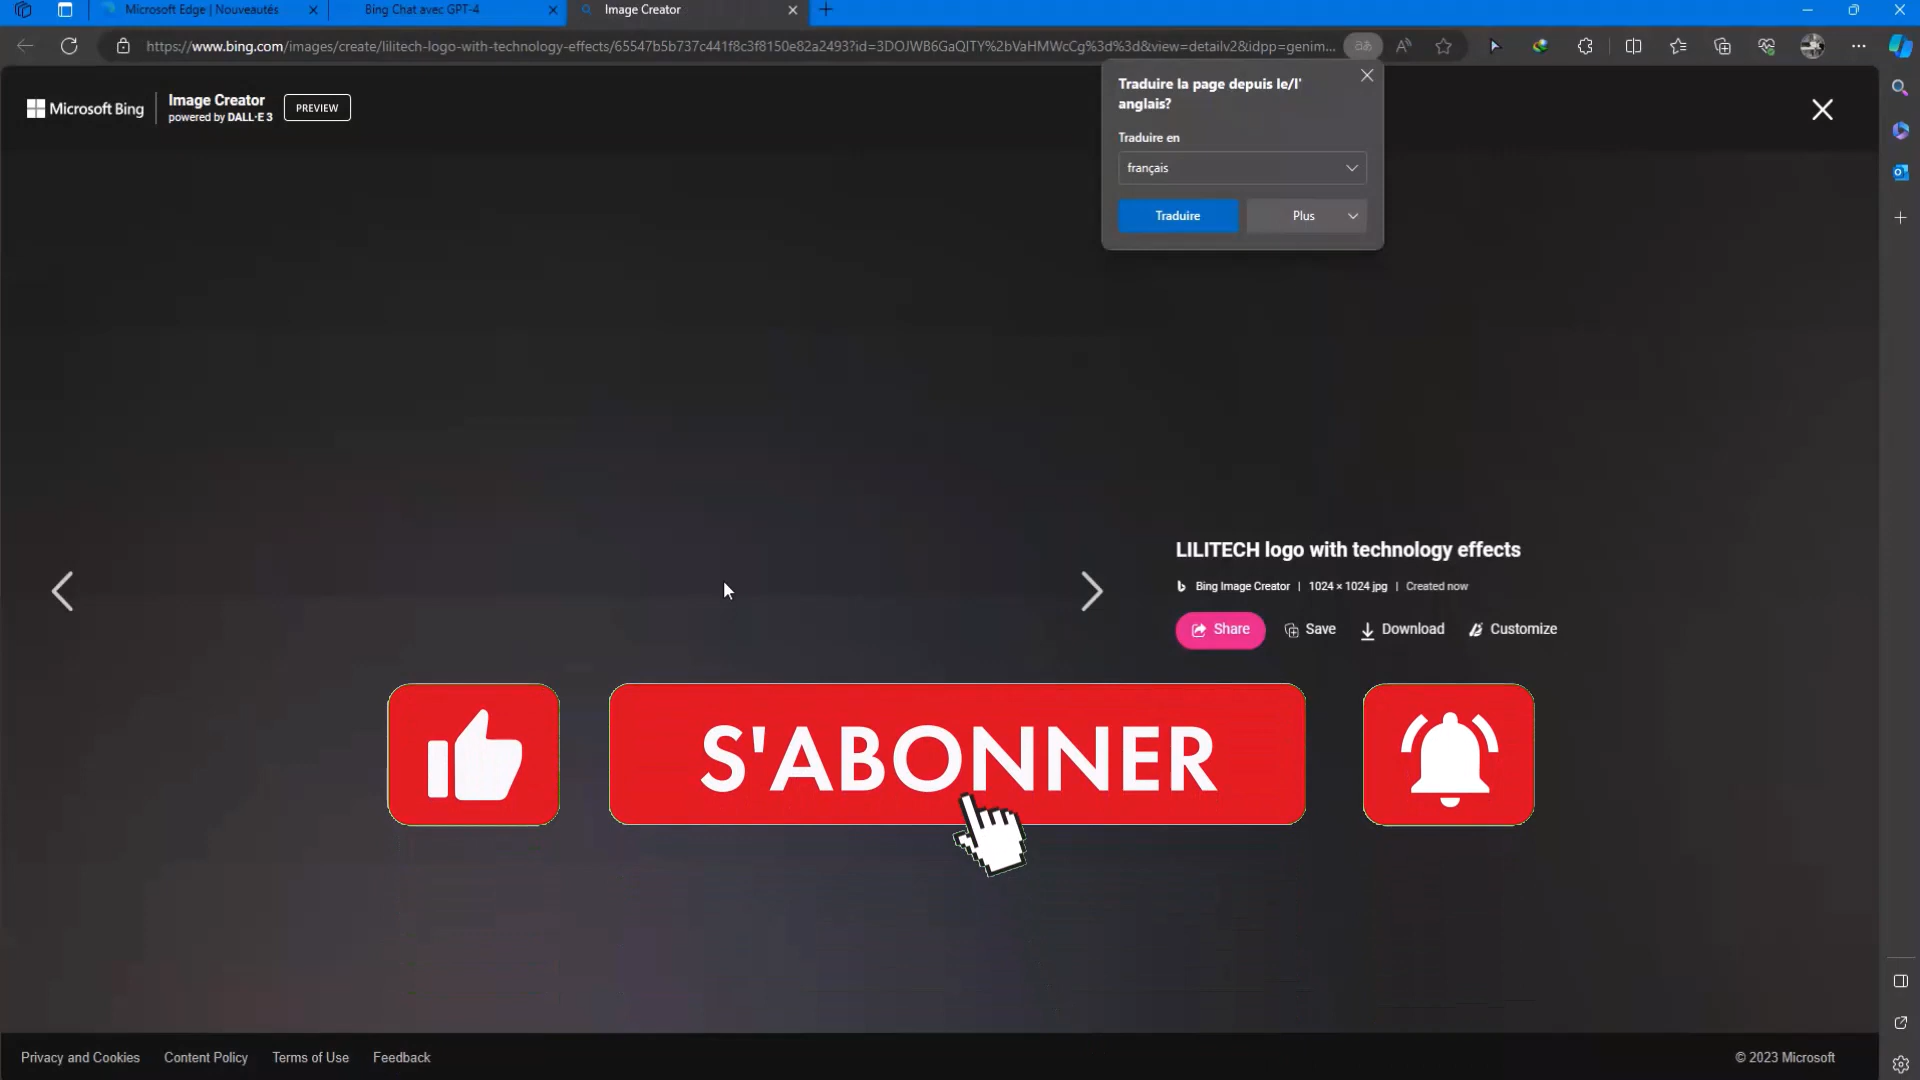 Microsoft Edge | Nouveautés
Bing Chat avec GPT-4
Image Creator
https://www.bing.com/images/create/lilitech-logo-with-technology-effects/65547b5b737c441f8c3f8150e82a2493?id=3DOJWB6GaQITY%2bVaHMWcCg%3d%3d&view=detailv2&idpp=genim...
Microsoft Bing
Image Creator
powered by DALL·E 3
PREVIEW
Traduire la page depuis le/l'
anglais?
Traduire en
français
Traduire
Plus
LILITECH logo with technology effects
Bing Image Creator | 1024 × 1024 jpg | Created now
Share
Save
Download
Customize
S'ABONNER
Privacy and Cookies
Content Policy
Terms of Use
Feedback
© 2023 Microsoft